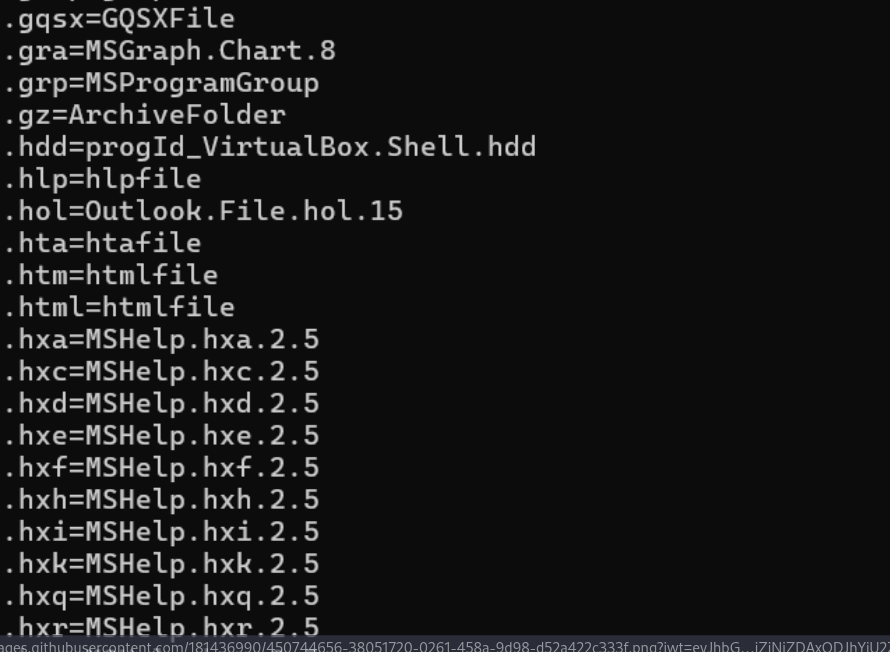 .gqsx=GQSXFile
.gra=MSGraph.Chart.8
.grp=MSProgramGroup
.gz=ArchiveFolder
.hdd=progId_VirtualBox.Shell.hdd
.hlp=hlpfile
.hol=Outlook.File.hol.15
.hta=htafile
.htm=htmlfile
.html=htmlfile
.hxa=MSHelp.hxa.2.5
.hxc=MSHelp.hxc.2.5
.hxd=MSHelp.hxd.2.5
.hxe=MSHelp.hxe.2.5
.hxf=MSHelp.hxf.2.5
.hxh=MSHelp.hxh.2.5
.hxi=MSHelp.hxi.2.5
.hxk=MSHelp.hxk.2.5
.hxq=MSHelp.hxq.2.5
.hxr=MSHelp.hxr.2.5
ages.githubusercontent.com/181436990/450744656-38051720-0261-458a-9d98-d52a422c333f.png?jwt=eyJhbG...